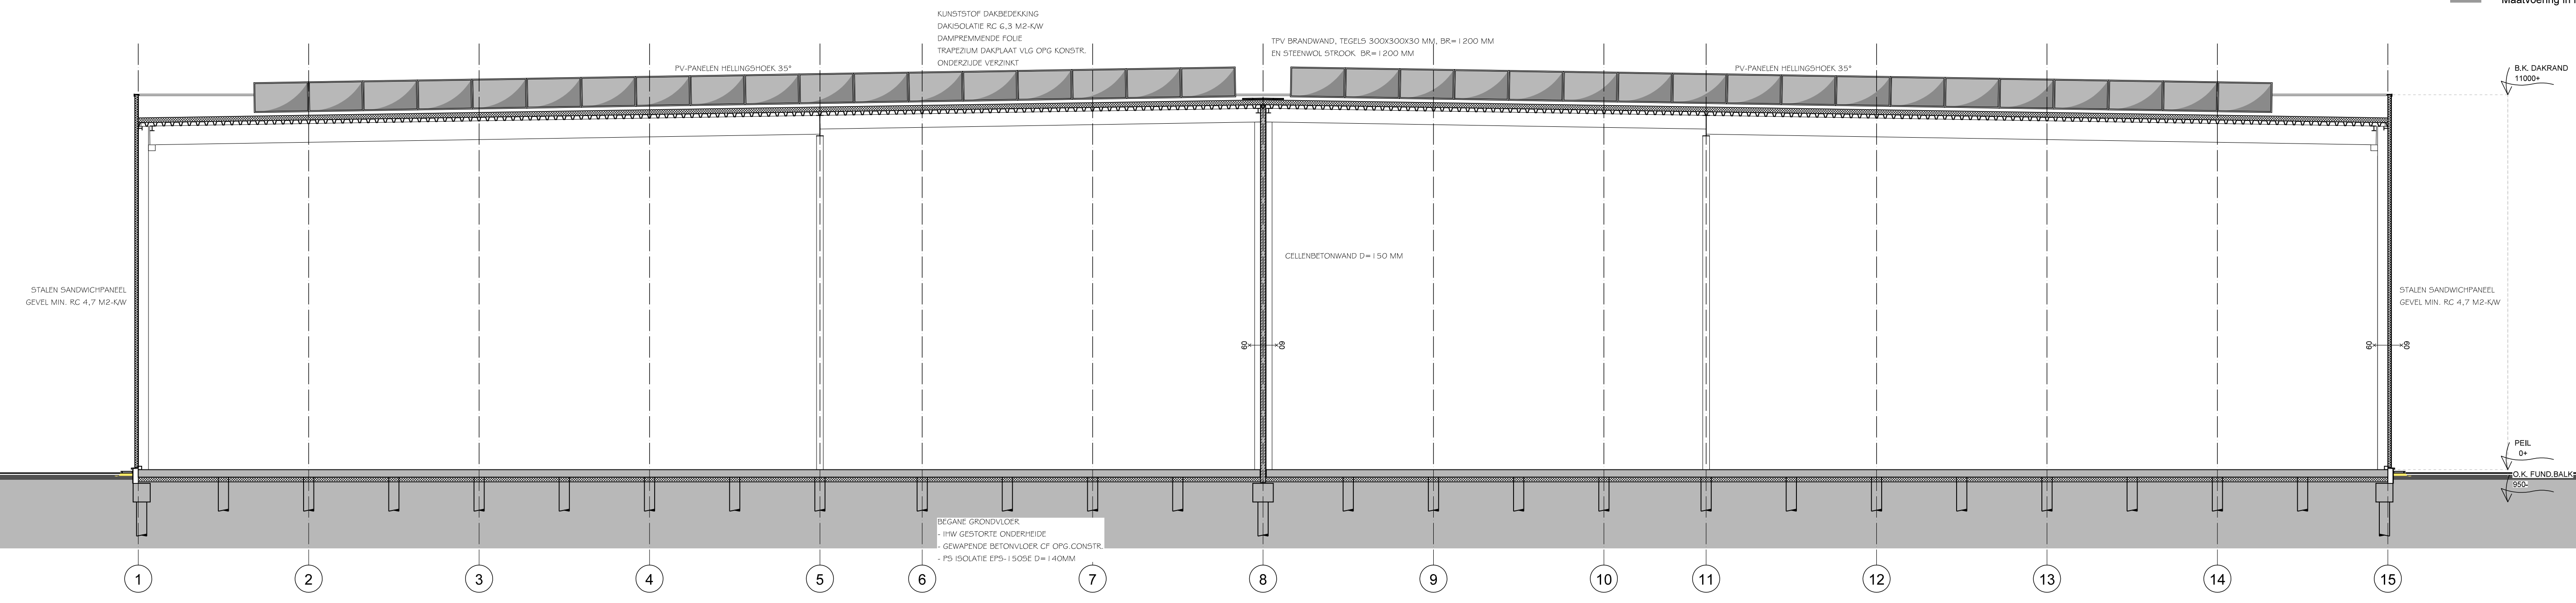 Maatvoering in
KUNSTSTOF DAKBEDEKKING
DAKISOLATIE RC 6,3 M2-K/W
DAMPREMMENDE FOLIE
TRAPEZIUM DAKPLAAT VLG OPG KONSTR.
ONDERZIJDE VERZINKT
TPV BRANDWAND, TEGELS 300X300X30 MM, BR=1200 MM
EN STEENWOL STROOK BR=1200 MM
PV-PANELEN HELLINGSHOEK 35°
PV-PANELEN HELLINGSHOEK 35°
B.K. DAKRAND
11000+
CELLENBETONWAND D=150 MM
STALEN SANDWICHPANEEL
GEVEL MIN. RC 4,7 M2-K/W
STALEN SANDWICHPANEEL
GEVEL MIN. RC 4,7 M2-K/W
60
60
60
60
PEIL
0+
O.K. FUND.BALK
950-
BEGANE GRONDVLOER
- IHW GESTORTE ONDERHEIDE
- GEWAPENDE BETONVLOER CF OPG.CONSTR.
- PS ISOLATIE EPS-150SE D=140MM
1 2 3 4 5 6 7 8 9 10 11 12 13 14 15